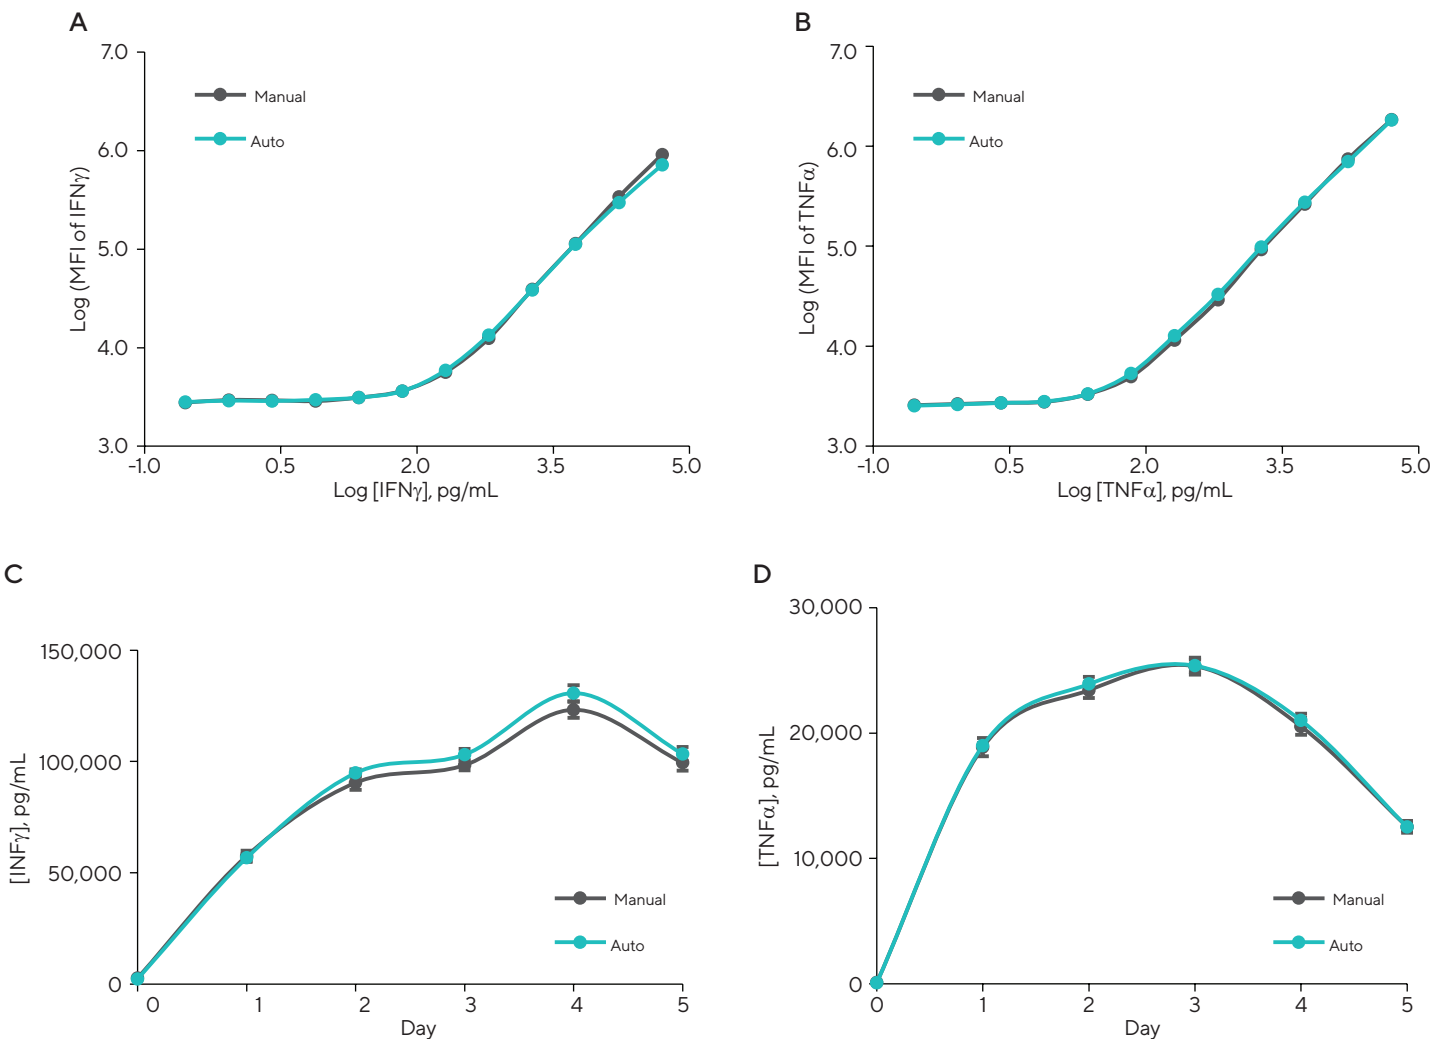 A
7.0
6.0
5.0
4.0
3.0
Log (MFI of IFNγ)
Manual
Auto
-1.0 0.5 2.0 3.5 5.0
Log [IFNγ], pg/mL
B
7.0
6.0
5.0
4.0
3.0
Log (MFI of TNFα)
Manual
Auto
-1.0 0.5 2.0 3.5 5.0
Log [TNFα], pg/mL
C
150,000
100,000
50,000
0
[INFγ], pg/mL
Manual
Auto
0 1 2 3 4 5
Day
D
30,000
20,000
10,000
0
[TNFα], pg/mL
Manual
Auto
0 1 2 3 4 5
Day